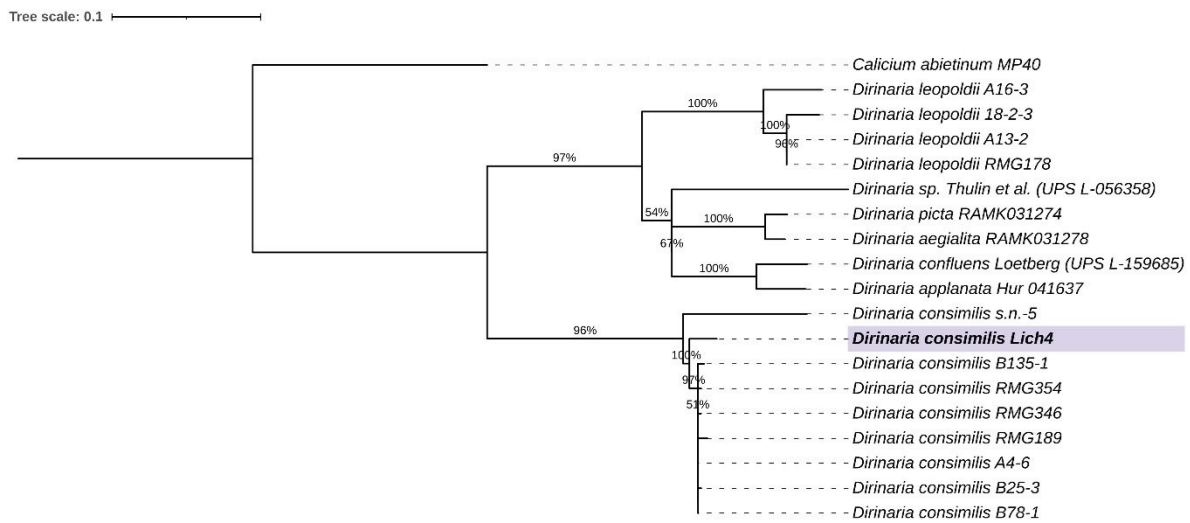 Tree scale: 0.1
Calicium abietinum MP40
Dirinaria leopoldii A16-3
100%
Dirinaria leopoldii 18-2-3
100%
Dirinaria leopoldii A13-2
96%
97%
Dirinaria leopoldii RMG178
Dirinaria sp. Thulin et al. (UPS L-056358)
54%
Dirinaria picta RAMK031274
100%
Dirinaria aegialita RAMK031278
67%
Dirinaria confluens Loetberg (UPS L-159685)
100%
Dirinaria applanata Hur 041637
Dirinaria consimilis s.n.-5
96%
Dirinaria consimilis Lich4
100%
Dirinaria consimilis B135-1
97%
Dirinaria consimilis RMG354
51%
Dirinaria consimilis RMG346
Dirinaria consimilis RMG189
Dirinaria consimilis A4-6
Dirinaria consimilis B25-3
Dirinaria consimilis B78-1